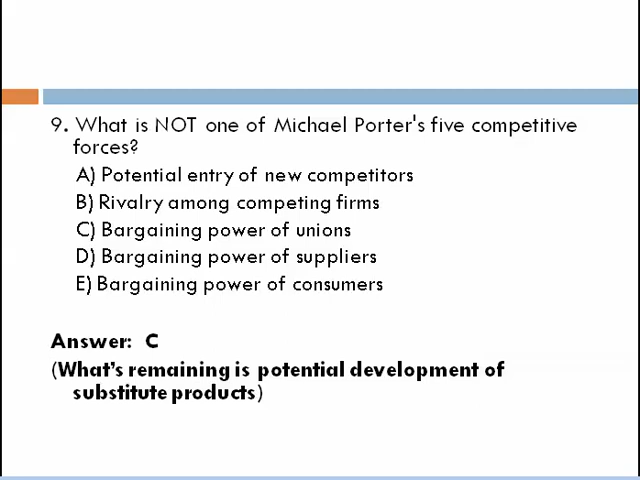 9. What is NOT one of Michael Porter's five competitive
forces?
A) Potential entry of new competitors
B) Rivalry among competing firms
C) Bargaining power of unions
D) Bargaining power of suppliers
E) Bargaining power of consumers
Answer: C
(What's remaining is potential development of
substitute products)